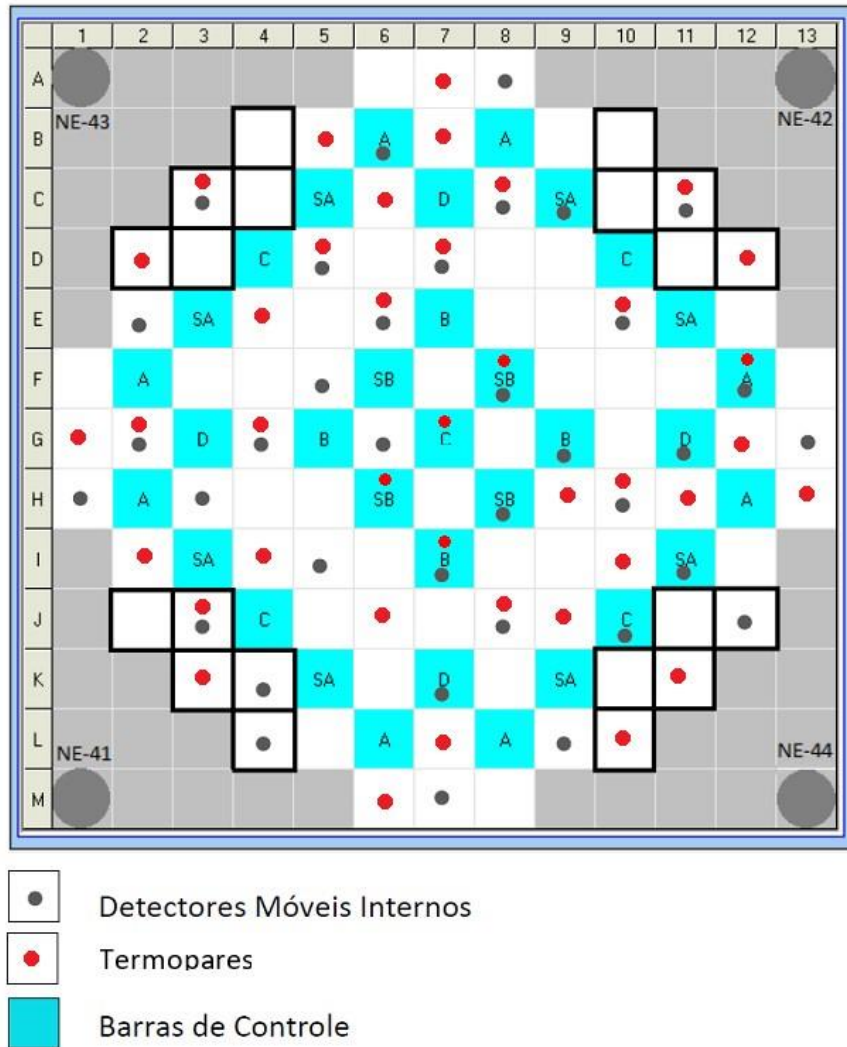 1 2 3 4 5 6 7 8 9 10 11 12 13
A
NE-43 NE-42
B A A
C SA D SA
D C C
E SA B SA
F A SB SB A
G D B C B D
H A SB SB A
I SA B SA
J C C
K SA D SA
L A A
NE-41 NE-44
M
Detectores Móveis Internos
Termopares
Barras de Controle